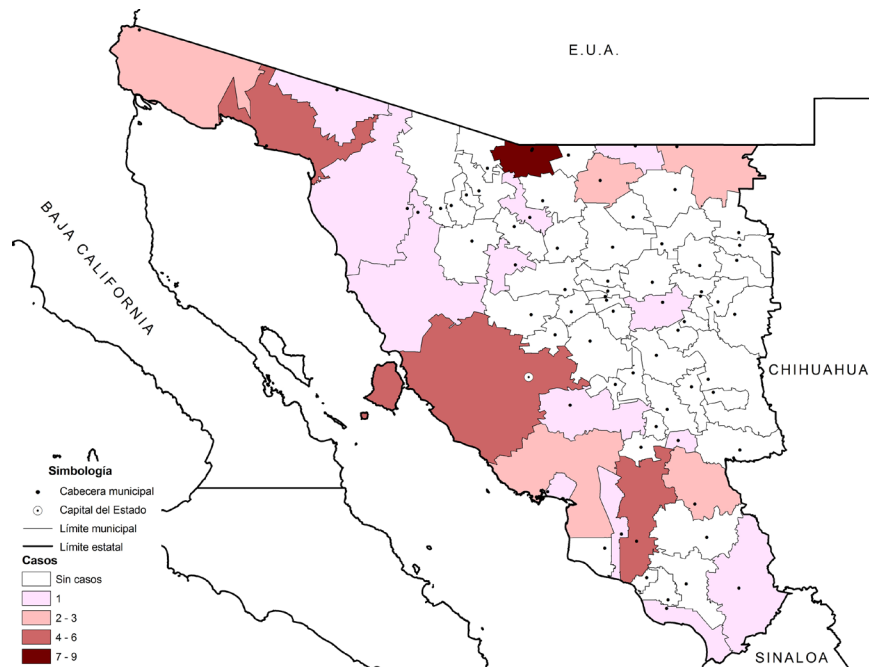 E.U.A.
BAJA CALIFORNIA
CHIHUAHUA
SINALOA
Simbología
Cabecera municipal
Capital del Estado
Límite municipal
Límite estatal
Casos
Sin casos
1
2 - 3
4 - 6
7 - 9